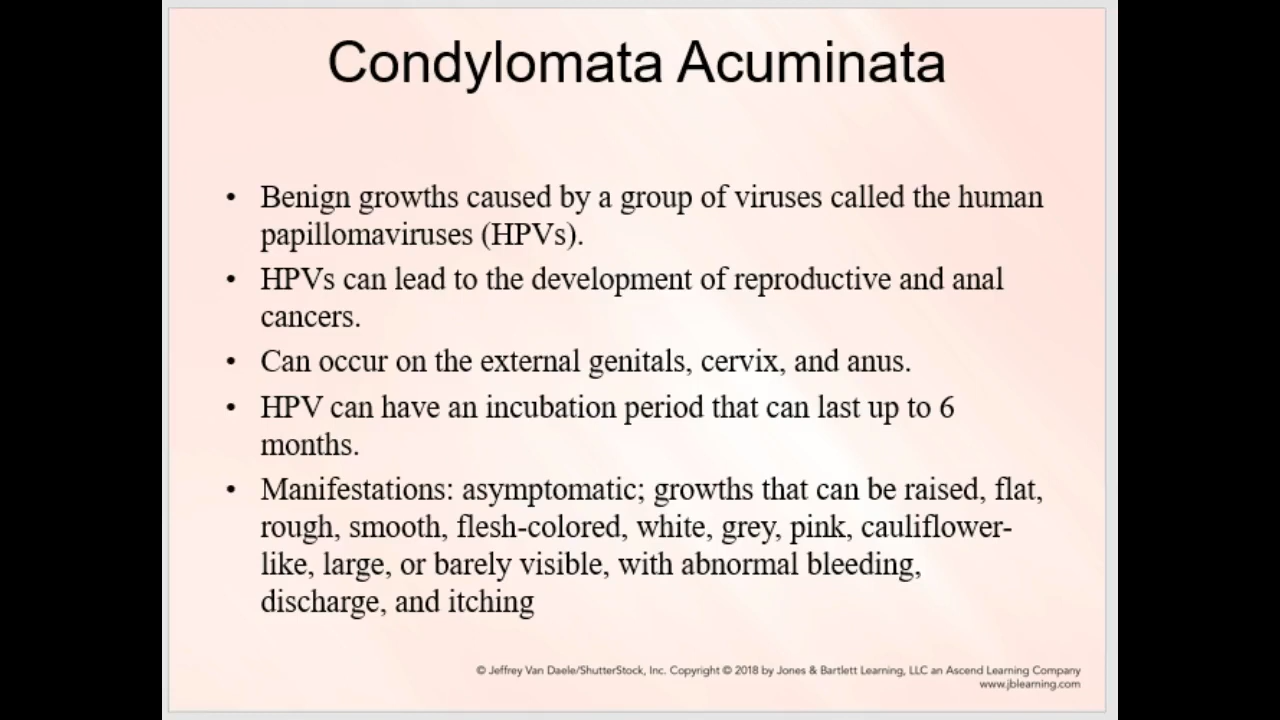 Condylomata Acuminata
• Benign growths caused by a group of viruses called the human
papillomaviruses (HPVs).
• HPVs can lead to the development of reproductive and anal
cancers.
• Can occur on the external genitals, cervix, and anus.
• HPV can have an incubation period that can last up to 6
months.
• Manifestations: asymptomatic; growths that can be raised, flat,
rough, smooth, flesh-colored, white, grey, pink, cauliflower-
like, large, or barely visible, with abnormal bleeding,
discharge, and itching
© Jeffrey Van Daele/ShutterStock, Inc. Copyright © 2018 by Jones & Bartlett Learning, LLC an Ascend Learning Company
www.jblearning.com